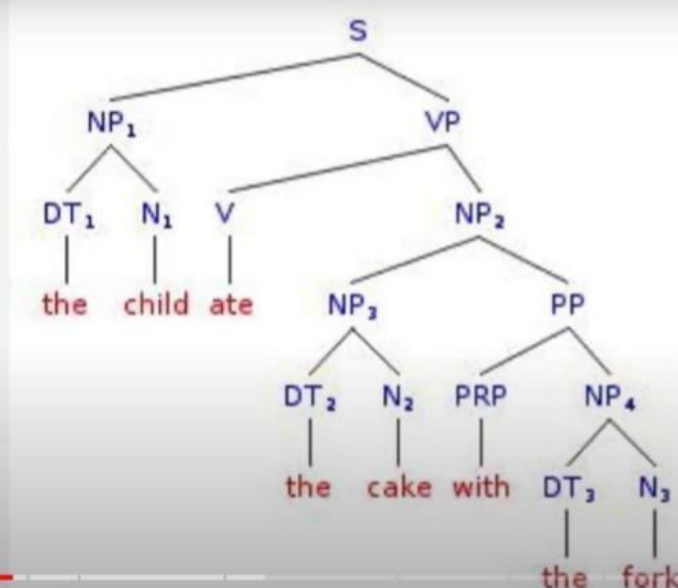 S
NP₁ VP
DT₁ N₁ V NP₂
the child ate NP₃ PP
DT₂ N₂ PRP NP₄
the cake with DT₃ N₃
the fork